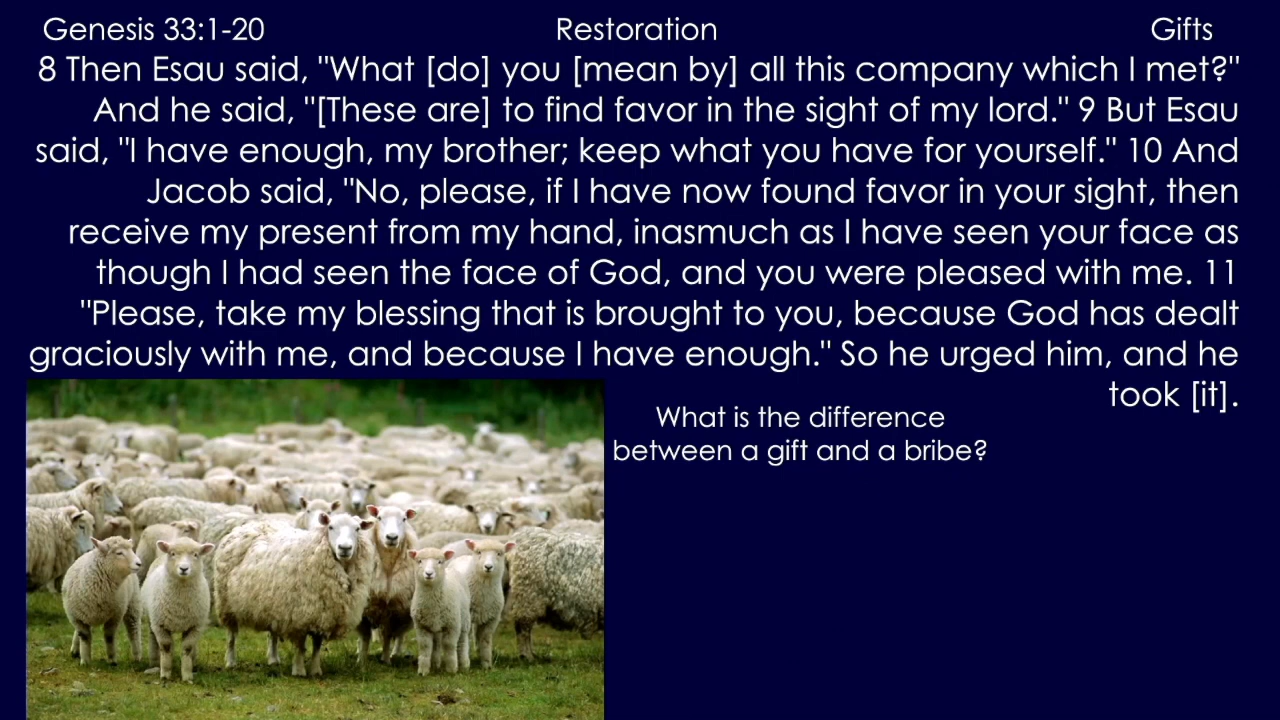 Genesis 33:1-20 Restoration Gifts
8 Then Esau said, "What [do] you [mean by] all this company which I met?"
And he said, "[These are] to find favor in the sight of my lord." 9 But Esau
said, "I have enough, my brother; keep what you have for yourself." 10 And
Jacob said, "No, please, if I have now found favor in your sight, then
receive my present from my hand, inasmuch as I have seen your face as
though I had seen the face of God, and you were pleased with me. 11
"Please, take my blessing that is brought to you, because God has dealt
graciously with me, and because I have enough." So he urged him, and he
took [it].
What is the difference
between a gift and a bribe?